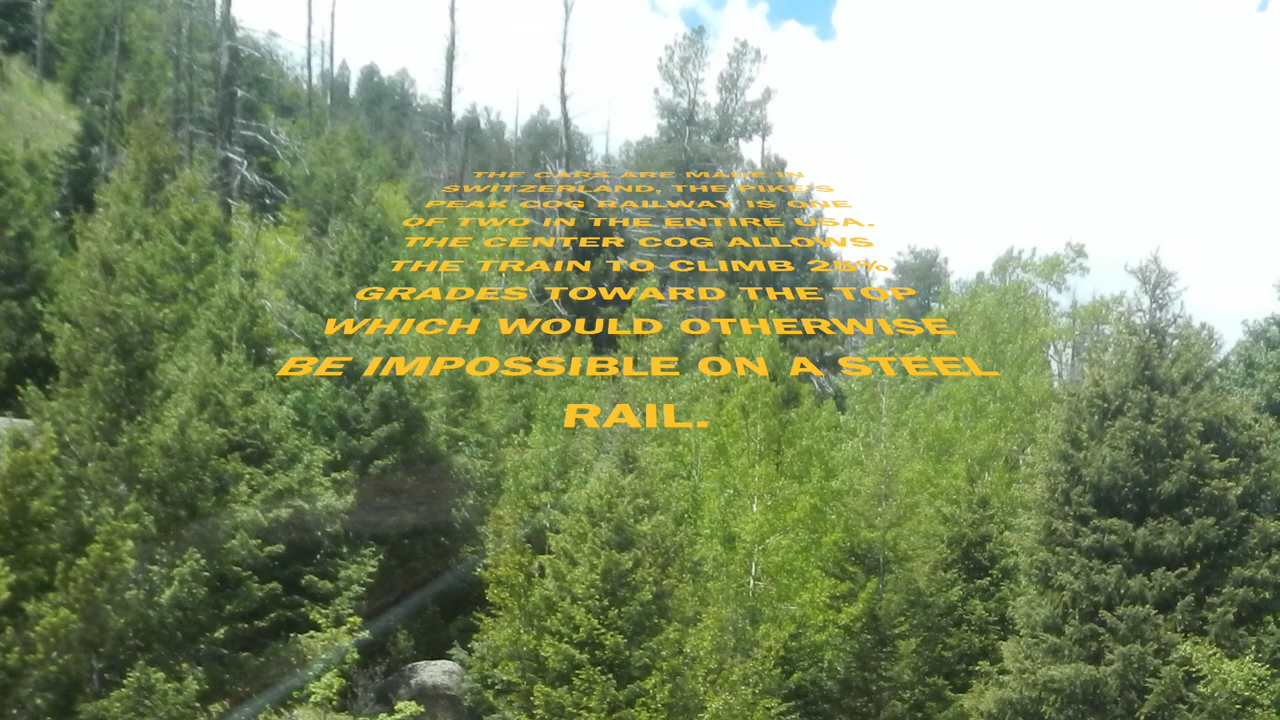 THE CARS ARE MADE IN
SWITZERLAND, THE PIKE'S
PEAK COG RAILWAY IS ONE
OF TWO IN THE ENTIRE USA.
THE CENTER COG ALLOWS
THE TRAIN TO CLIMB 25%
GRADES TOWARD THE TOP
WHICH WOULD OTHERWISE
BE IMPOSSIBLE ON A STEEL
RAIL.